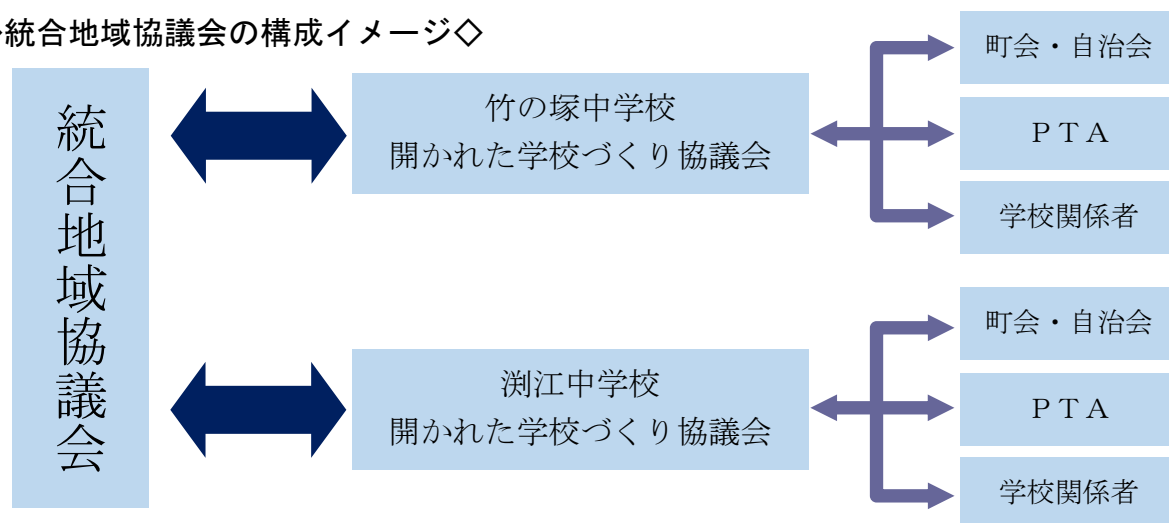 統合地域協議会の構成イメージ◇
統合地域協議会
竹の塚中学校
開かれた学校づくり協議会
町会・自治会
ＰＴＡ
学校関係者
渕江中学校
開かれた学校づくり協議会
町会・自治会
ＰＴＡ
学校関係者